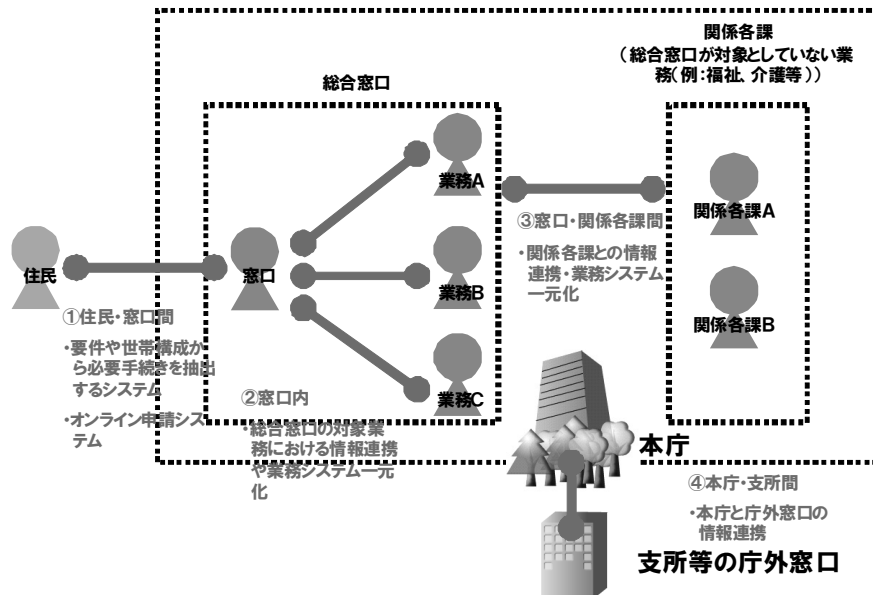 関係各課
（総合窓口が対象としていない業
務（例：福祉、介護等））
総合窓口
業務A
関係各課A
③窓口・関係各課間
・関係各課との情報
連携・業務システム
一元化
住民
窓口
業務B
関係各課B
①住民・窓口間
・要件や世帯構成か
ら必要手続きを抽出
するシステム
・オンライン申請シス
テム
②窓口内
業務C
・総合窓口の対象業
務における情報連携
や業務システム一元
化
本庁
④本庁・支所間
・本庁と庁外窓口の
情報連携
支所等の庁外窓口